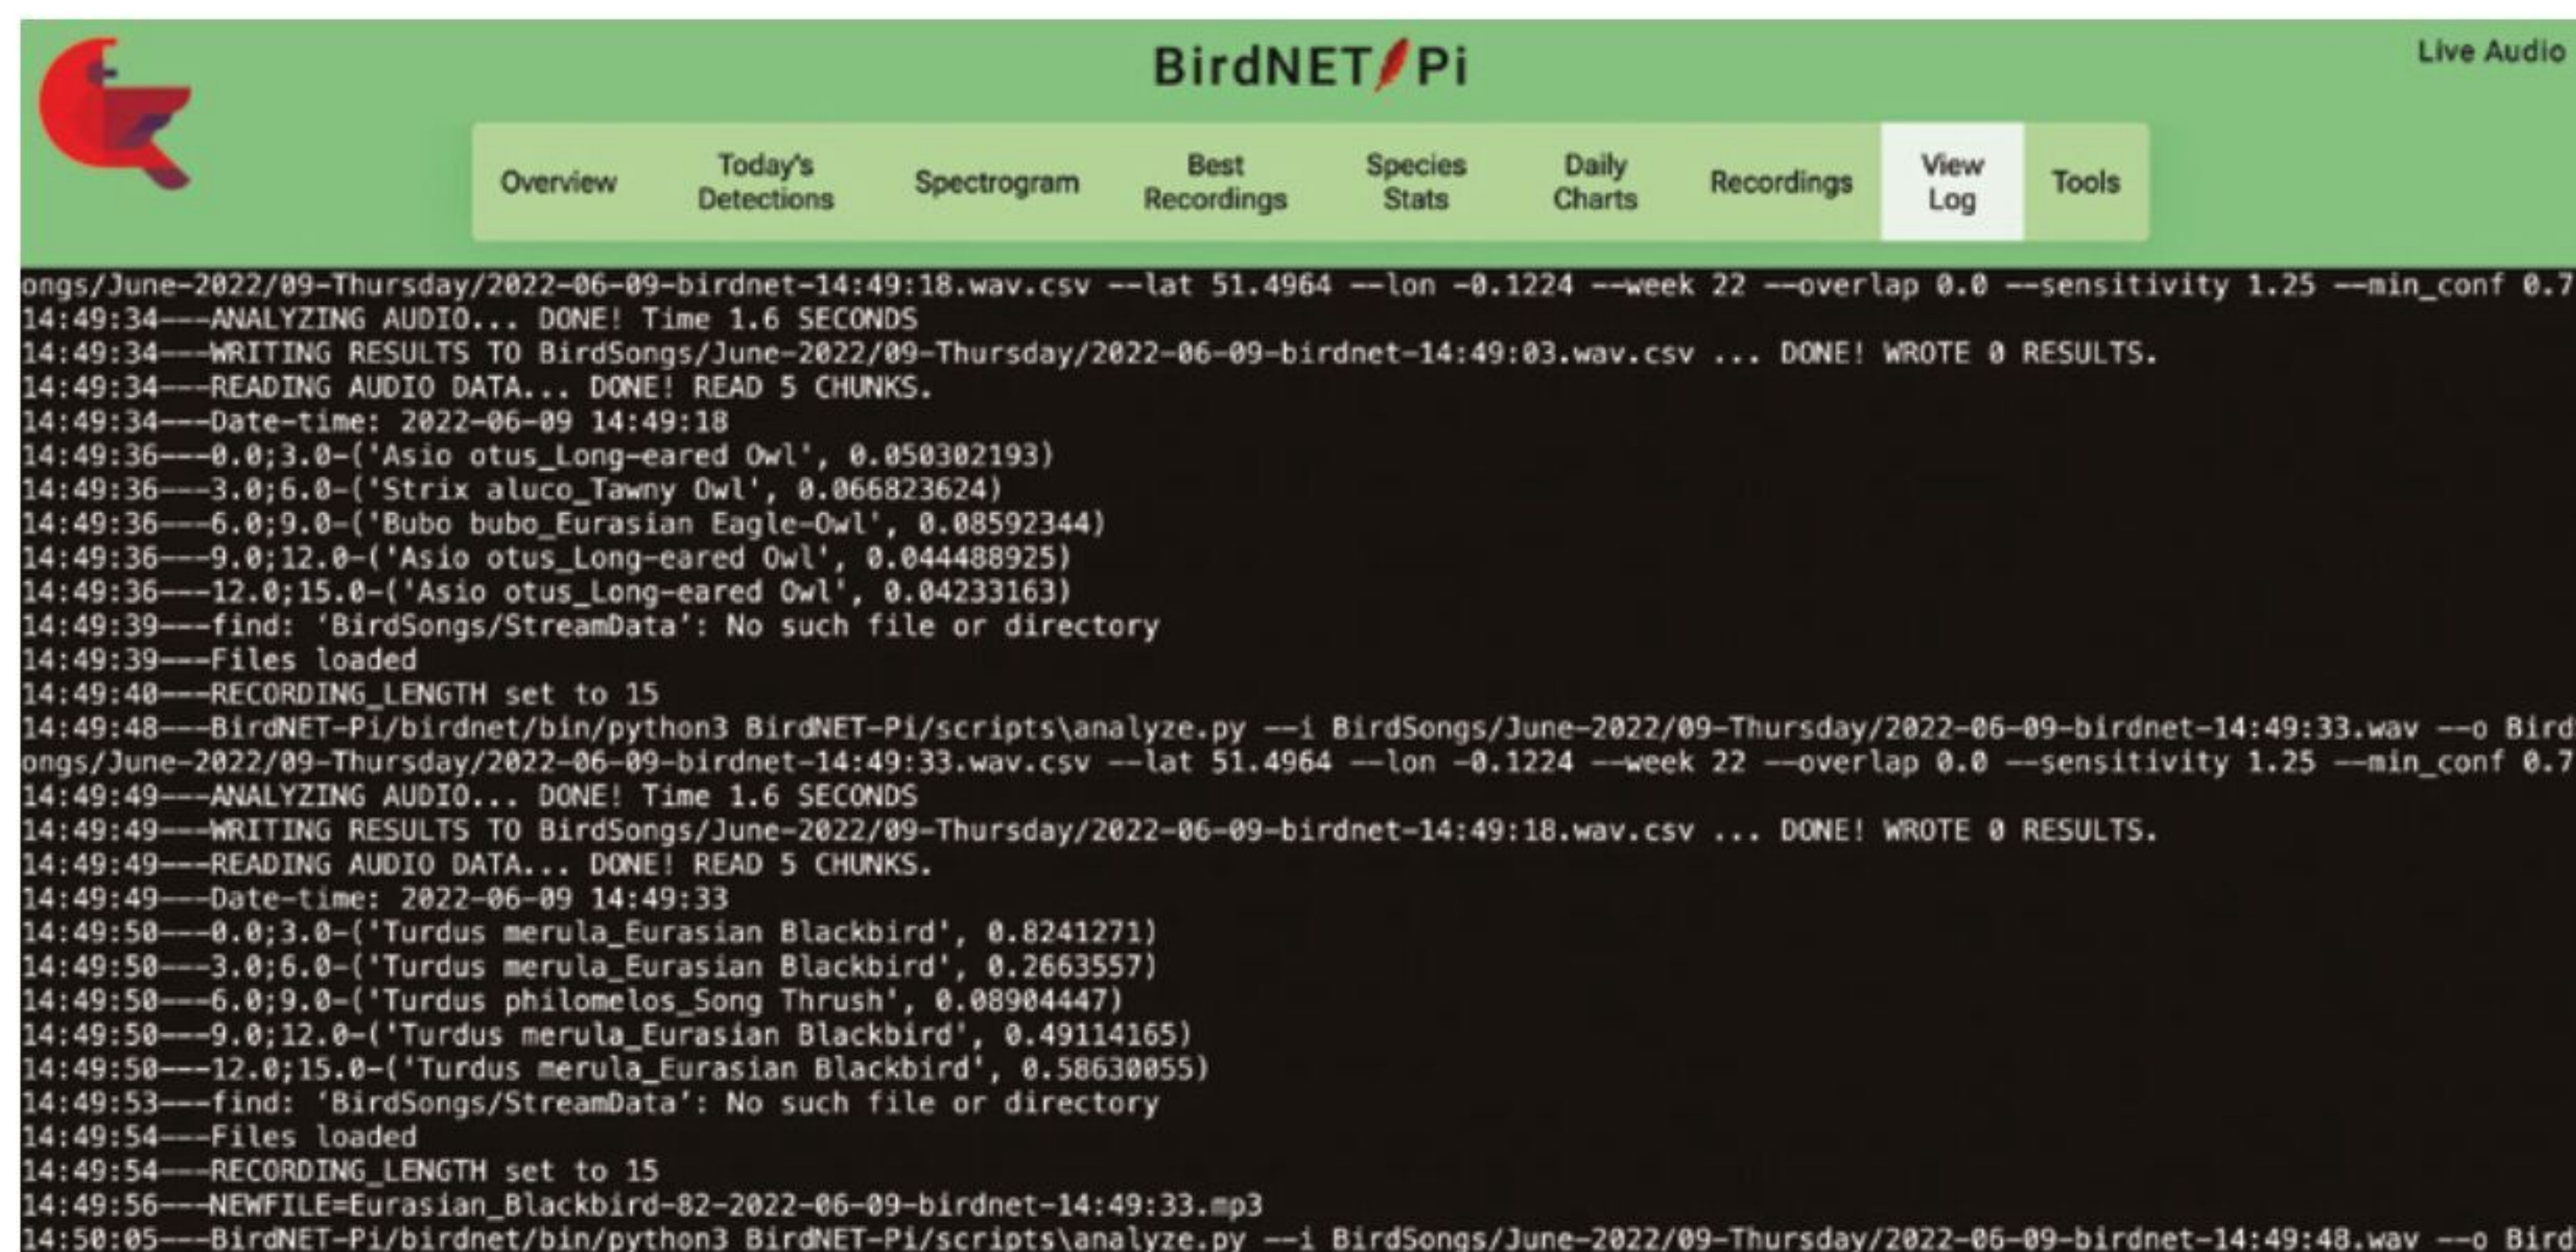 BirdNET Pi
Live Audio
Overview
Today's
Detections
Spectrogram
Best
Recordings
Species
Stats
Daily
Charts
Recordings
View
Log
Tools
ongs/June-2022/09-Thursday/2022-06-09-birdnet-14:49:18.wav.csv --lat 51.4964 --lon -0.1224 --week 22 --overlap 0.0 --sensitivity 1.25 --min_conf 0.7
14:49:34---ANALYZING AUDIO... DONE! Time 1.6 SECONDS
14:49:34---WRITING RESULTS TO BirdSongs/June-2022/09-Thursday/2022-06-09-birdnet-14:49:03.wav.csv ... DONE! WROTE 0 RESULTS.
14:49:34---READING AUDIO DATA... DONE! READ 5 CHUNKS.
14:49:34---Date-time: 2022-06-09 14:49:18
14:49:36---0.0;3.0-('Asio otus_Long-eared Owl', 0.050302193)
14:49:36---3.0;6.0-('Strix aluco_Tawny Owl', 0.066823624)
14:49:36---6.0;9.0-('Bubo bubo_Eurasian Eagle-Owl', 0.08592344)
14:49:36---9.0;12.0-('Asio otus_Long-eared Owl', 0.044488925)
14:49:36---12.0;15.0-('Asio otus_Long-eared Owl', 0.04233163)
14:49:39---find: ‘BirdSongs/StreamData’: No such file or directory
14:49:39---Files loaded
14:49:40---RECORDING_LENGTH set to 15
14:49:48---BirdNET-Pi/birdnet/bin/python3 BirdNET-Pi/scripts\analyze.py --i BirdSongs/June-2022/09-Thursday/2022-06-09-birdnet-14:49:33.wav --o Bird
ongs/June-2022/09-Thursday/2022-06-09-birdnet-14:49:33.wav.csv --lat 51.4964 --lon -0.1224 --week 22 --overlap 0.0 --sensitivity 1.25 --min_conf 0.7
14:49:49---ANALYZING AUDIO... DONE! Time 1.6 SECONDS
14:49:49---WRITING RESULTS TO BirdSongs/June-2022/09-Thursday/2022-06-09-birdnet-14:49:18.wav.csv ... DONE! WROTE 0 RESULTS.
14:49:49---READING AUDIO DATA... DONE! READ 5 CHUNKS.
14:49:49---Date-time: 2022-06-09 14:49:33
14:49:50---0.0;3.0-('Turdus merula_Eurasian Blackbird', 0.8241271)
14:49:50---3.0;6.0-('Turdus merula_Eurasian Blackbird', 0.2663557)
14:49:50---6.0;9.0-('Turdus philomelos_Song Thrush', 0.08904447)
14:49:50---9.0;12.0-('Turdus merula_Eurasian Blackbird', 0.49114165)
14:49:50---12.0;15.0-('Turdus merula_Eurasian Blackbird', 0.58630055)
14:49:53---find: ‘BirdSongs/StreamData’: No such file or directory
14:49:54---Files loaded
14:49:54---RECORDING_LENGTH set to 15
14:49:56---NEWFILE=Eurasian_Blackbird-82-2022-06-09-birdnet-14:49:33.mp3
14:50:05---BirdNET-Pi/birdnet/bin/python3 BirdNET-Pi/scripts\analyze.py --i BirdSongs/June-2022/09-Thursday/2022-06-09-birdnet-14:49:48.wav --o Bird